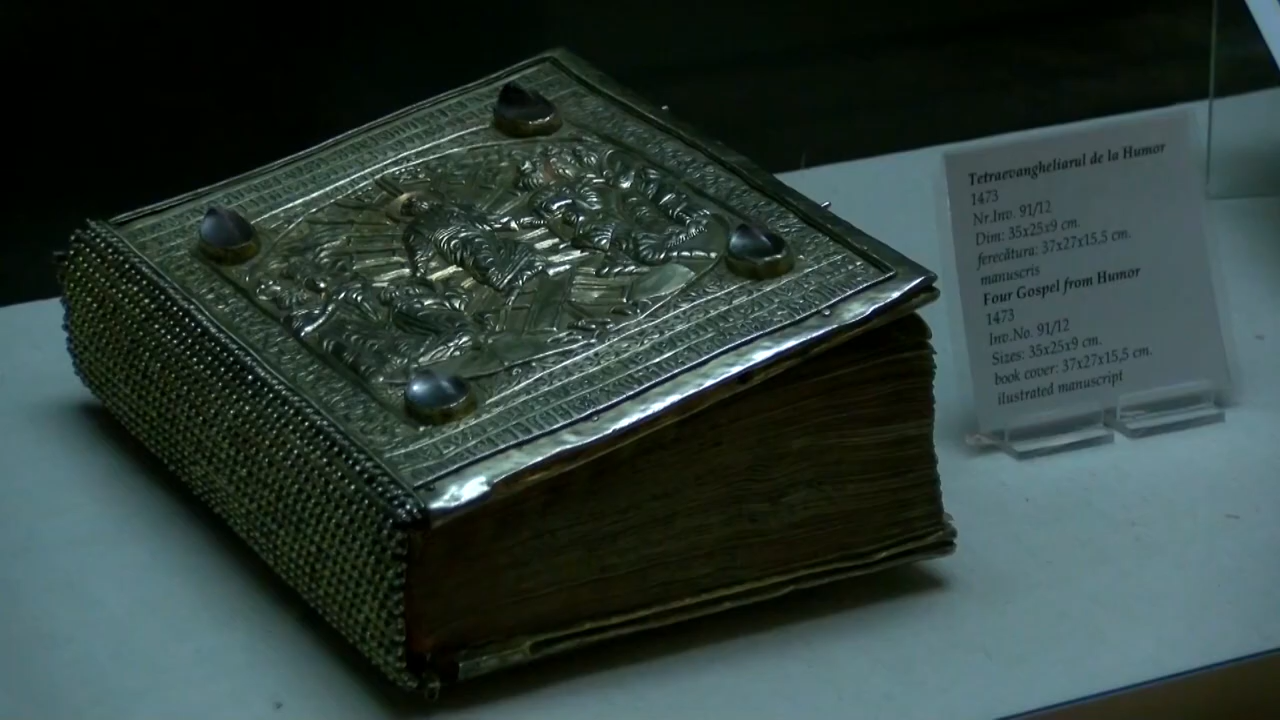 Tetraevangheliarul de la Humor
1473
Nr.Inv. 91/12
Dim: 35x25x9 cm.
ferecătura: 37x27x15,5 cm.
manuscris
Four Gospel from Humor
1473
Inv.No. 91/12
Sizes: 35x25x9 cm.
book cover: 37x27x15,5 cm.
ilustrated manuscript